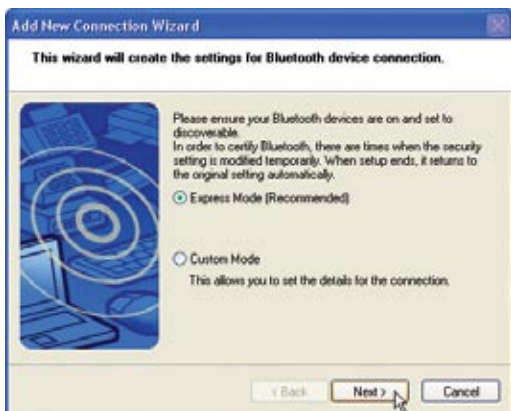 Add New Connection Wizard
This wizard will create the settings for Bluetooth device connection.
Please ensure your Bluetooth devices are on and set to
discoverable.
In order to certify Bluetooth, there are times when the security
setting is modified temporarily. When setup ends, it returns to
the original setting automatically.
Express Mode (Recommended)
Custom Mode
This allows you to set the details for the connection.
< Back
Next >
Cancel